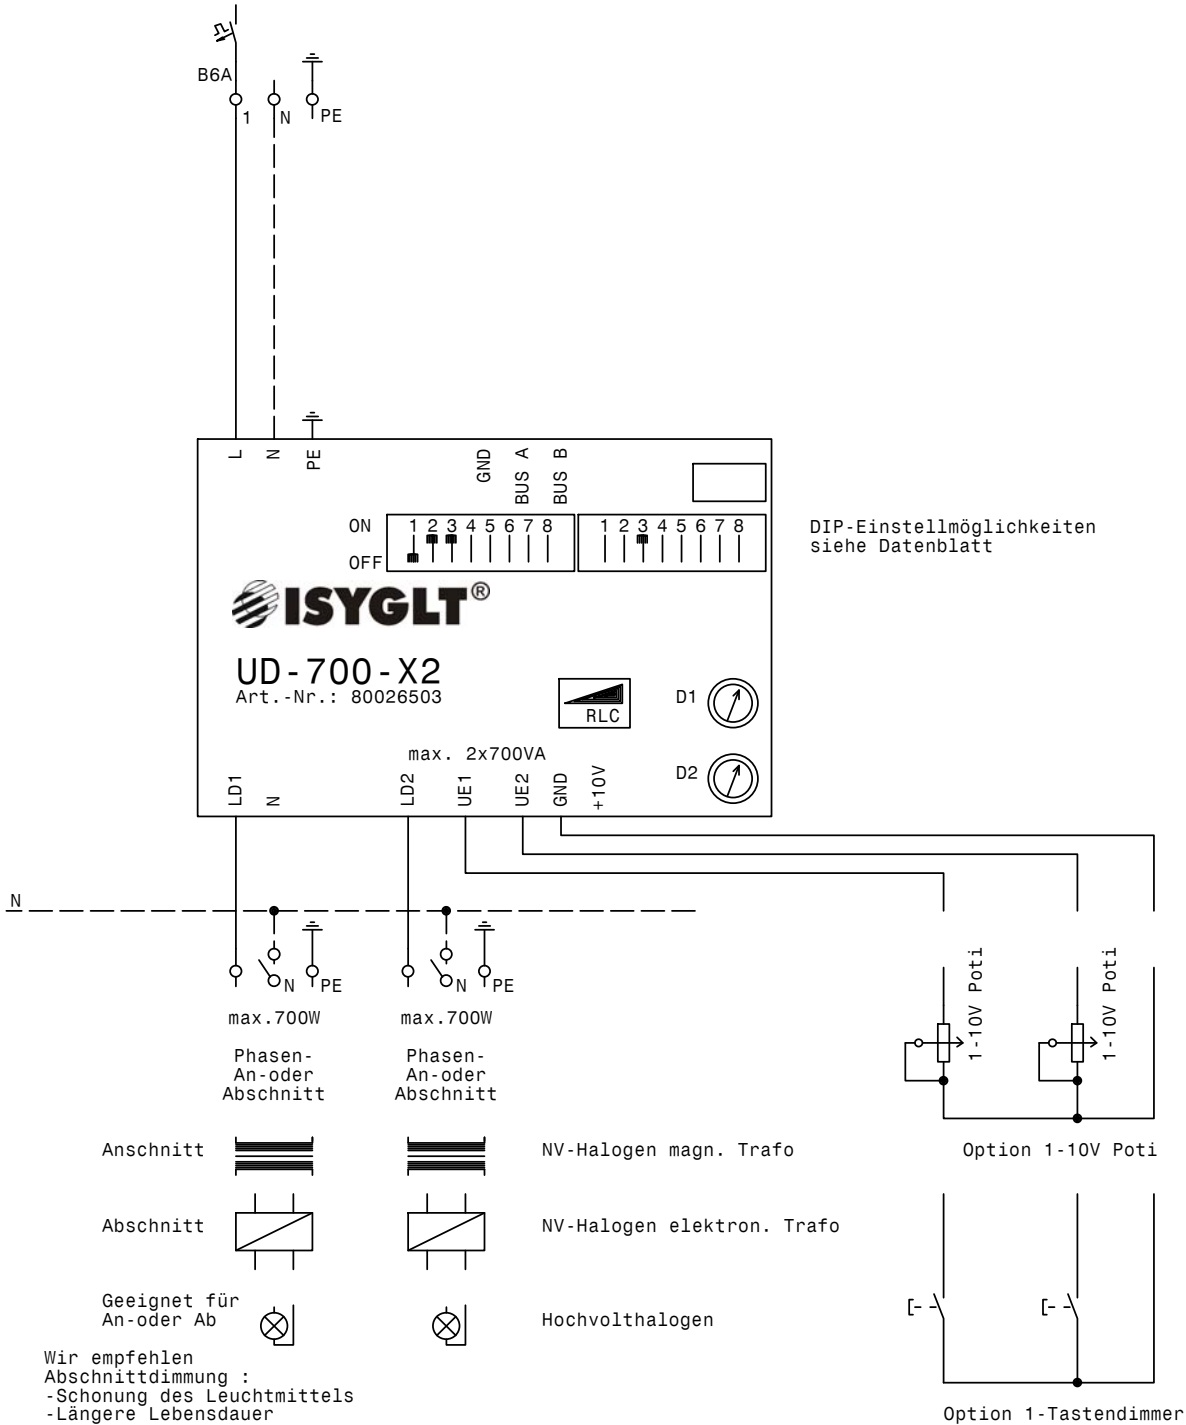 B6A
1
N
PE
L
N
PE
GND
BUS A
BUS B
ON
1 2 3 4 5 6 7 8
1 2 3 4 5 6 7 8
OFF
DIP-Einstellmöglichkeiten
siehe Datenblatt
ISYGLT®
UD-700-X2
Art.-Nr.: 80026503
RLC
D1
D2
max. 2x700VA
LD1
N
LD2
UE1
UE2
GND
+10V
N
N
PE
N
PE
max.700W
max.700W
Phasen-
An-oder
Abschnitt
Phasen-
An-oder
Abschnitt
1-10V Poti
1-10V Poti
Anschnitt
NV-Halogen magn. Trafo
Option 1-10V Poti
Abschnitt
NV-Halogen elektron. Trafo
Geeignet für
An-oder Ab
Hochvolthalogen
Wir empfehlen
Abschnittdimmung :
-Schonung des Leuchtmittels
-Längere Lebensdauer
Option 1-Tastendimmer